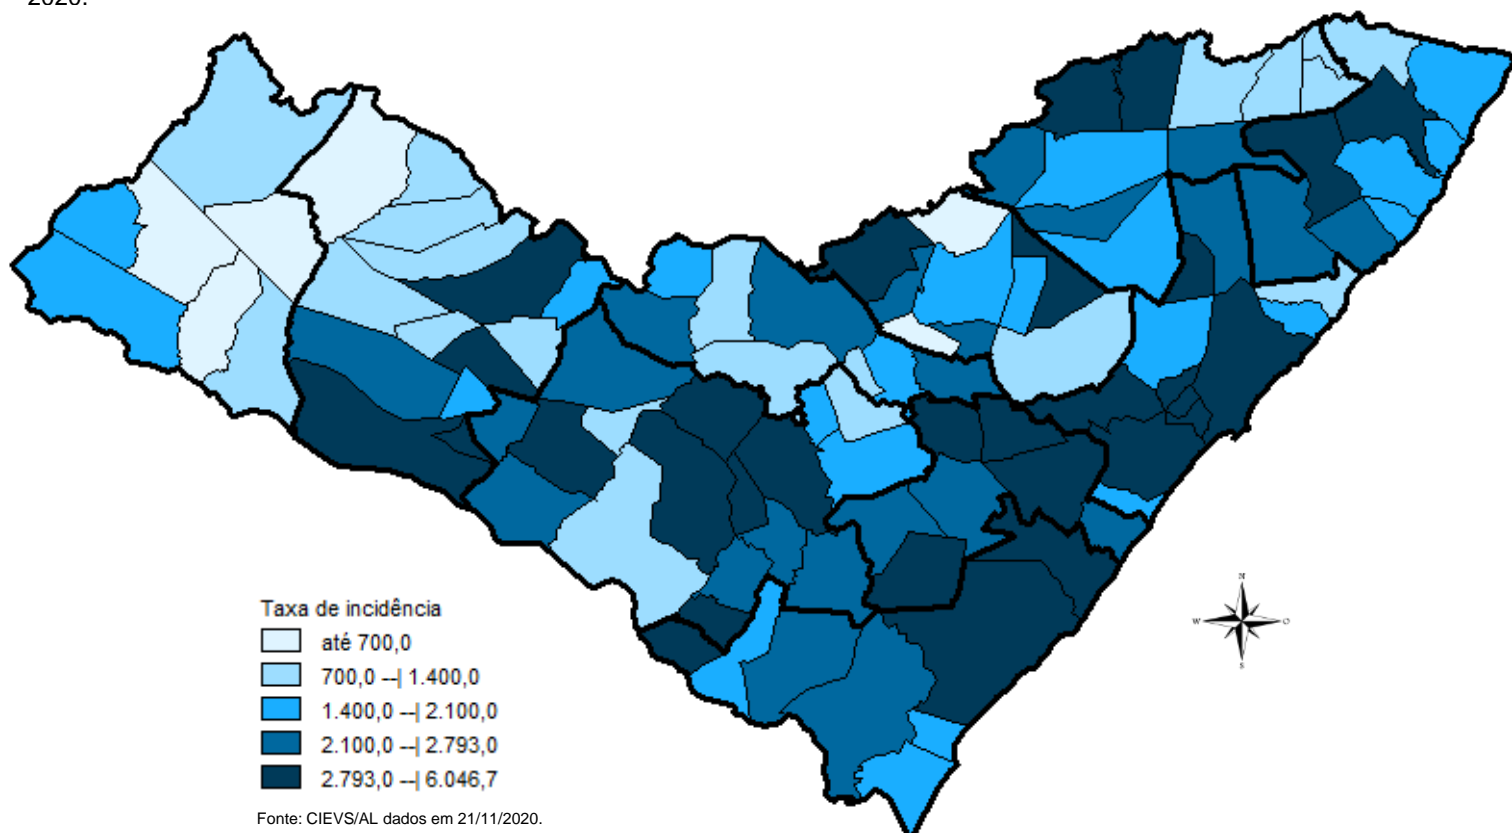 2020.
Taxa de incidência
até 700,0
700,0 --| 1.400,0
1.400,0 --| 2.100,0
2.100,0 --| 2.793,0
2.793,0 --| 6.046,7
Fonte: CIEVS/AL dados em 21/11/2020.
N
W O
S